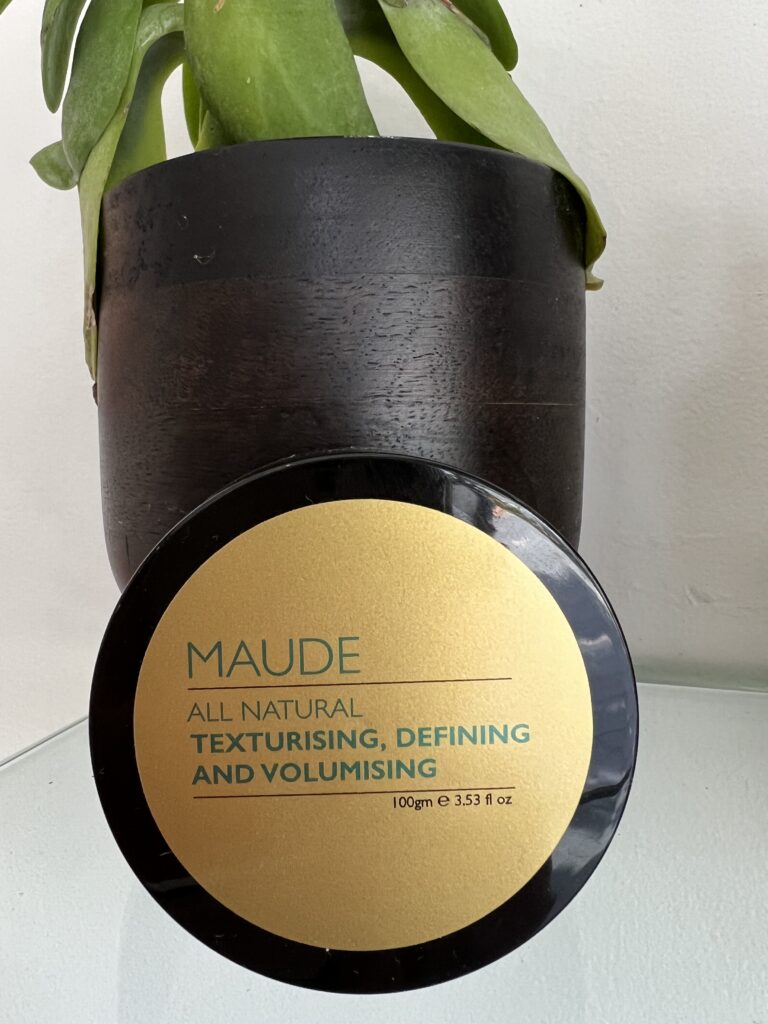 MAUDE
ALL NATURAL
TEXTURISING, DEFINING
AND VOLUMISING
100gm ℮ 3.53 fl oz